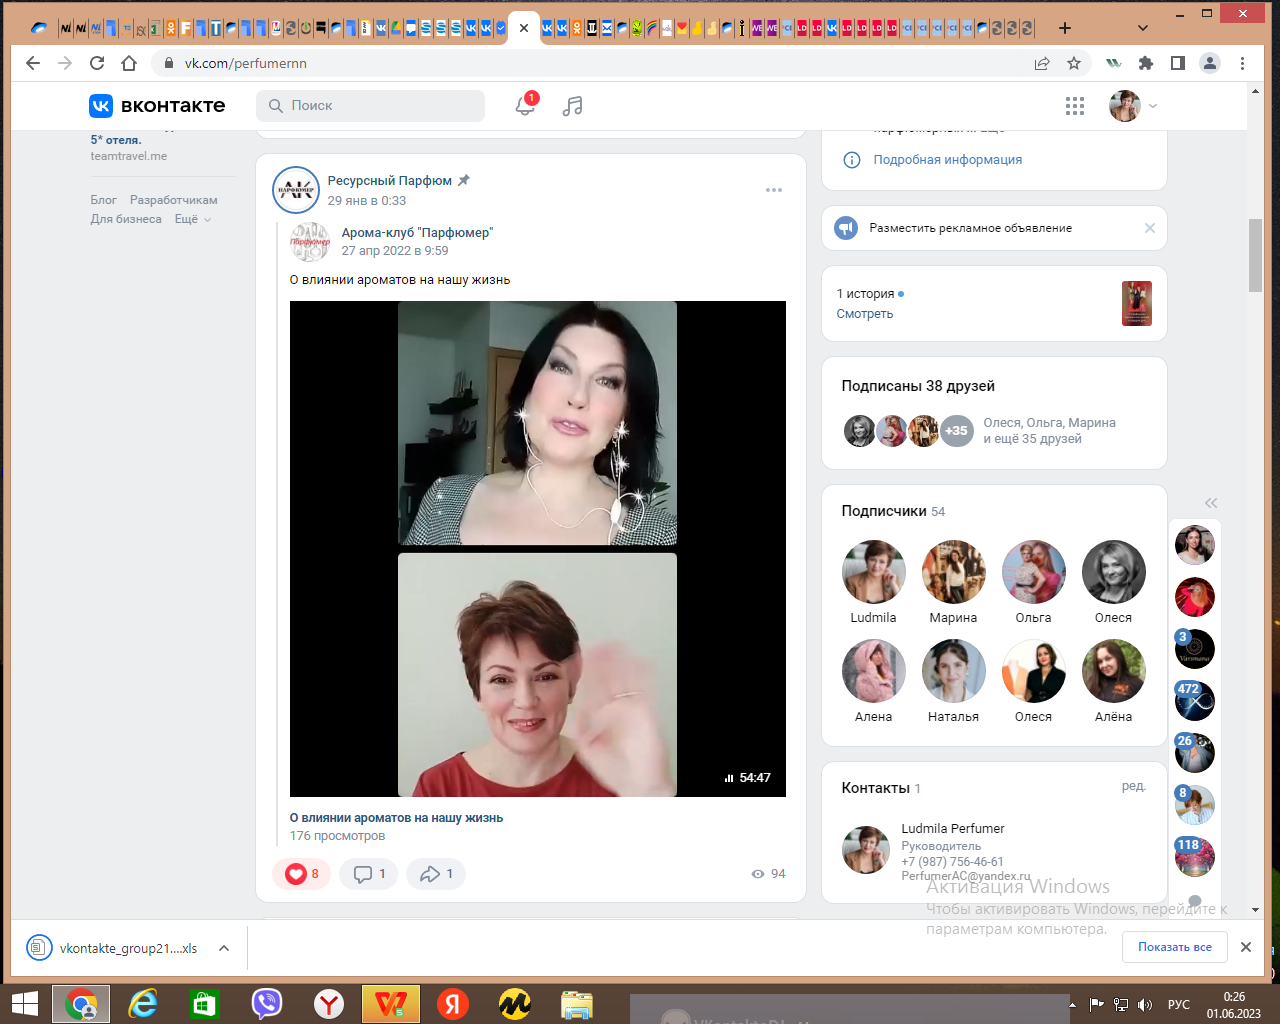 vk.com/perfumernn
вконтакте
Поиск
1
5* отеля.
teamtravel.me
Блог Разработчикам
Для бизнеса Ещё
Ресурсный Парфюм
29 янв в 0:33
АК
ПАРФЮМЕР
Парфюмер
Арома-клуб "Парфюмер"
27 апр 2022 в 9:59
О влиянии ароматов на нашу жизнь
54:47
О влиянии ароматов на нашу жизнь
176 просмотров
8
1
1
94
Подробная информация
Разместить рекламное объявление
1 история
Смотреть
Подписаны 38 друзей
+35
Олеся, Ольга, Марина
и ещё 35 друзей
Подписчики 54
Ludmila Марина Ольга Олеся
Алена Наталья Олеся Алёна
Контакты 1
ред.
Ludmila Perfumer
Руководитель
+7 (987) 756-46-61
PerfumerAC@yandex.ru
3
472
26
8
118
Активация Windows
Чтобы активировать Windows, перейдите к
параметрам компьютера.
vkontakte_group21....xls
Показать все
РУС
0:26
01.06.2023